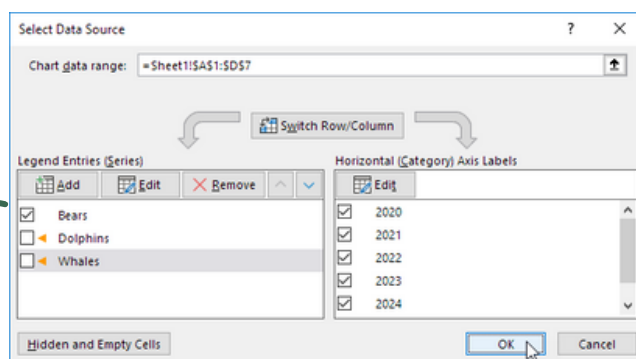 Select Data Source ? ×
Chart data range: =Sheet1!$A$1:$D$7
Switch Row/Column
Legend Entries (Series)
Add Edit Remove
Bears
Dolphins
Whales
Horizontal (Category) Axis Labels
Edit
2020
2021
2022
2023
2024
Hidden and Empty Cells
OK Cancel